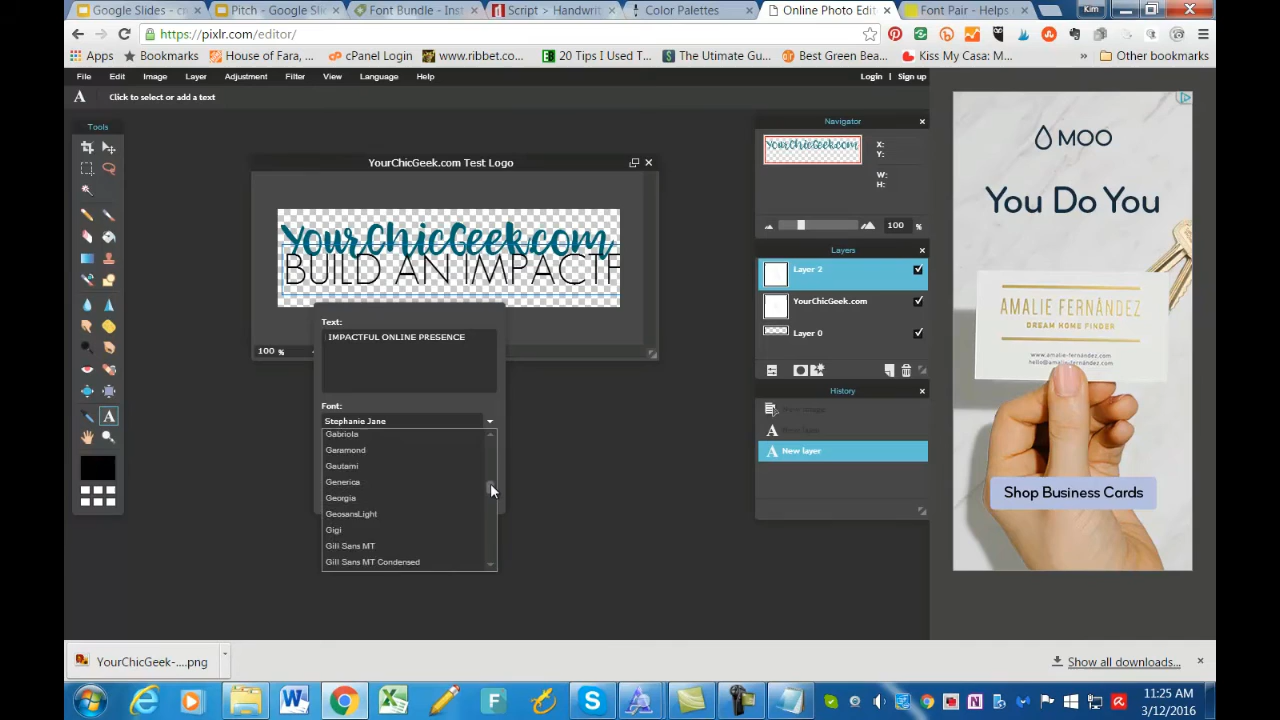 Google Slides - cr
Pitch - Google Slid
Font Bundle - Inst
Script > Handwrit
Color Palettes
Online Photo Edit
Font Pair - Helps
Kim
https://pixlr.com/editor/
Apps
Bookmarks
House of Fara, ...
cPanel Login
www.ribbet.co...
20 Tips I Used T...
The Utimate Gu...
Best Green Bea...
Kiss My Casa: M...
»
Other bookmarks
File Edit Image Layer Adjustment Filter View Language Help
Login | Sign up
A Click to select or add a text
Tools
YourChicGeek.com Test Logo
YourChicGeek.com
BUILD AN IMPACTF
100 %
Text:
IMPACTFUL ONLINE PRESENCE
Font:
Stephanie Jane
Gabriola
Garamond
Gautami
Generica
Georgia
GeosansLight
Gigi
Gill Sans MT
Gill Sans MT Condensed
Navigator
YourChicGeek.com
X:
Y:
W:
H:
100 %
Layers
Layer 2
YourChicGeek.com
Layer 0
History
A
A New layer
MOO
You Do You
AMALIE FERNÁNDEZ
DREAM HOME FINDER
www.amalie-fernandez.com
Shop Business Cards
YourChicGeek-....png
Show all downloads...
11:25 AM
3/12/2016